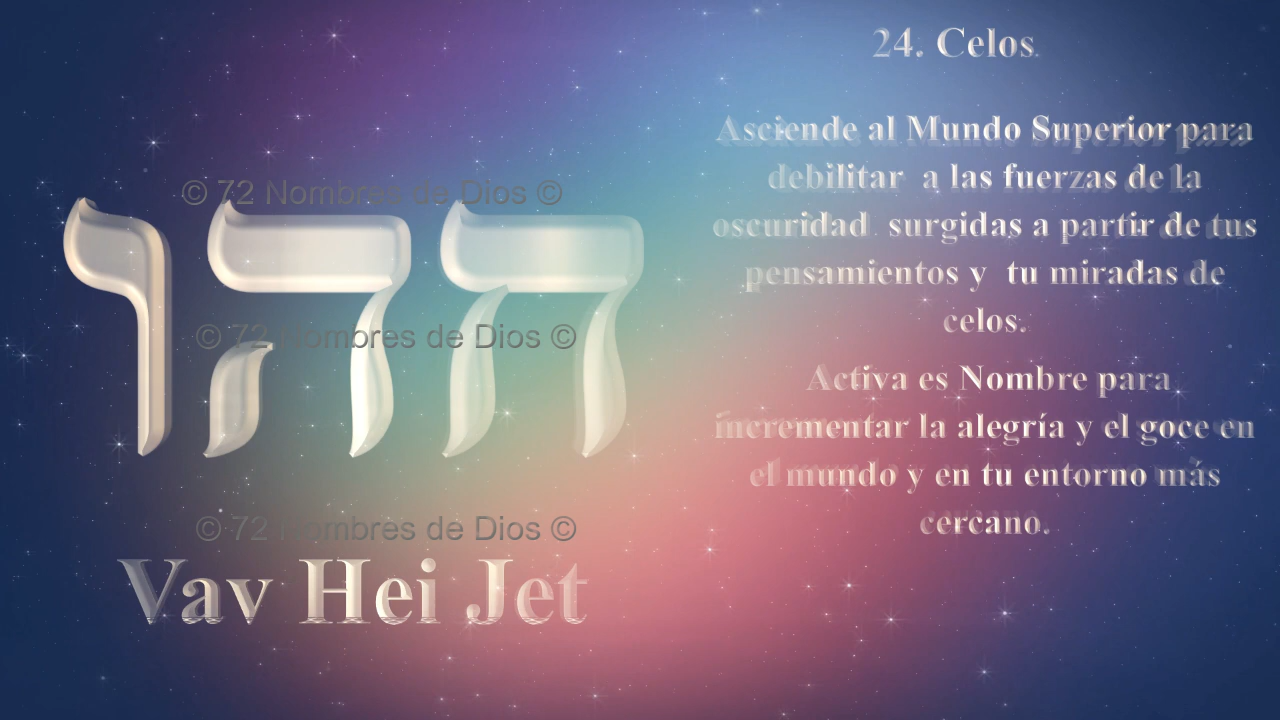 24. Celos
Asciende al Mundo Superior para
debilitar a las fuerzas de la
oscuridad surgidas a partir de tus
pensamientos y tu miradas de
celos.
Activa es Nombre para
incrementar la alegría y el goce en
el mundo y en tu entorno más
cercano.
© 72 Nombres de Dios ©
חהו
© 72 Nombres de Dios ©
© 72 Nombres de Dios ©
Vav Hei Jet